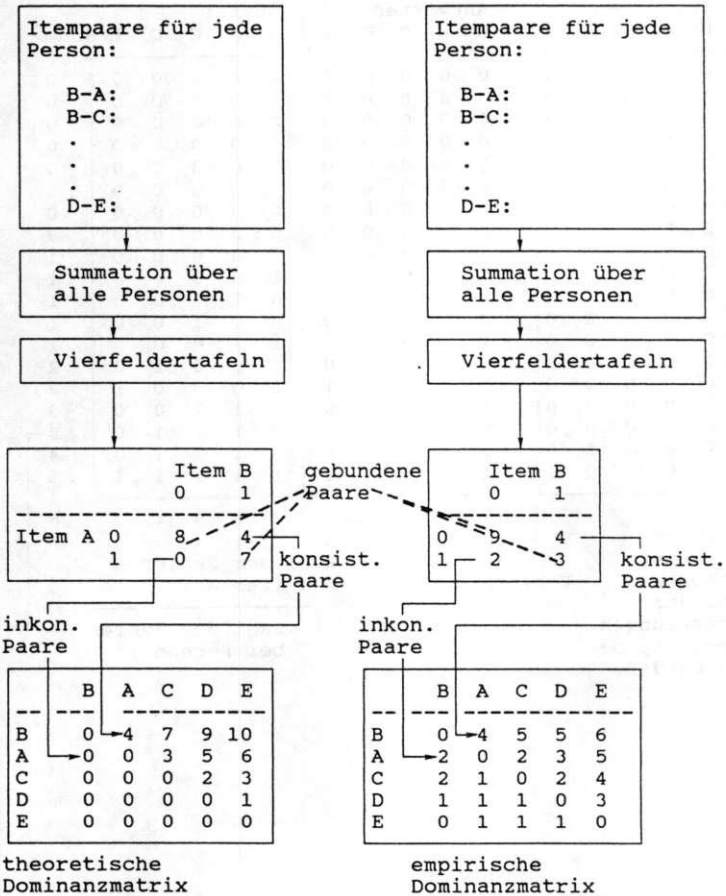 Itempaare für jede
Person:
B-A:
B-C:
.
.
.
D-E:
Summation über
alle Personen
Vierfeldertafeln
Item B
0 1
Item A 0 8 4
1 0 7
inkon.
Paare
konsist.
Paare
gebundene
Paare
B A C D E
B 0 4 7 9 10
A 0 0 3 5 6
C 0 0 0 2 3
D 0 0 0 0 1
E 0 0 0 0 0
theoretische
Dominanzmatrix
Itempaare für jede
Person:
B-A:
B-C:
.
.
.
D-E:
Summation über
alle Personen
Vierfeldertafeln
Item B
0 1
0 9 4
1 2 3
konsist.
Paare
inkon.
Paare
B A C D E
B 0 4 5 5 6
A 2 0 2 3 5
C 2 1 0 2 4
D 1 1 1 0 3
E 0 1 1 1 0
empirische
Dominanzmatrix